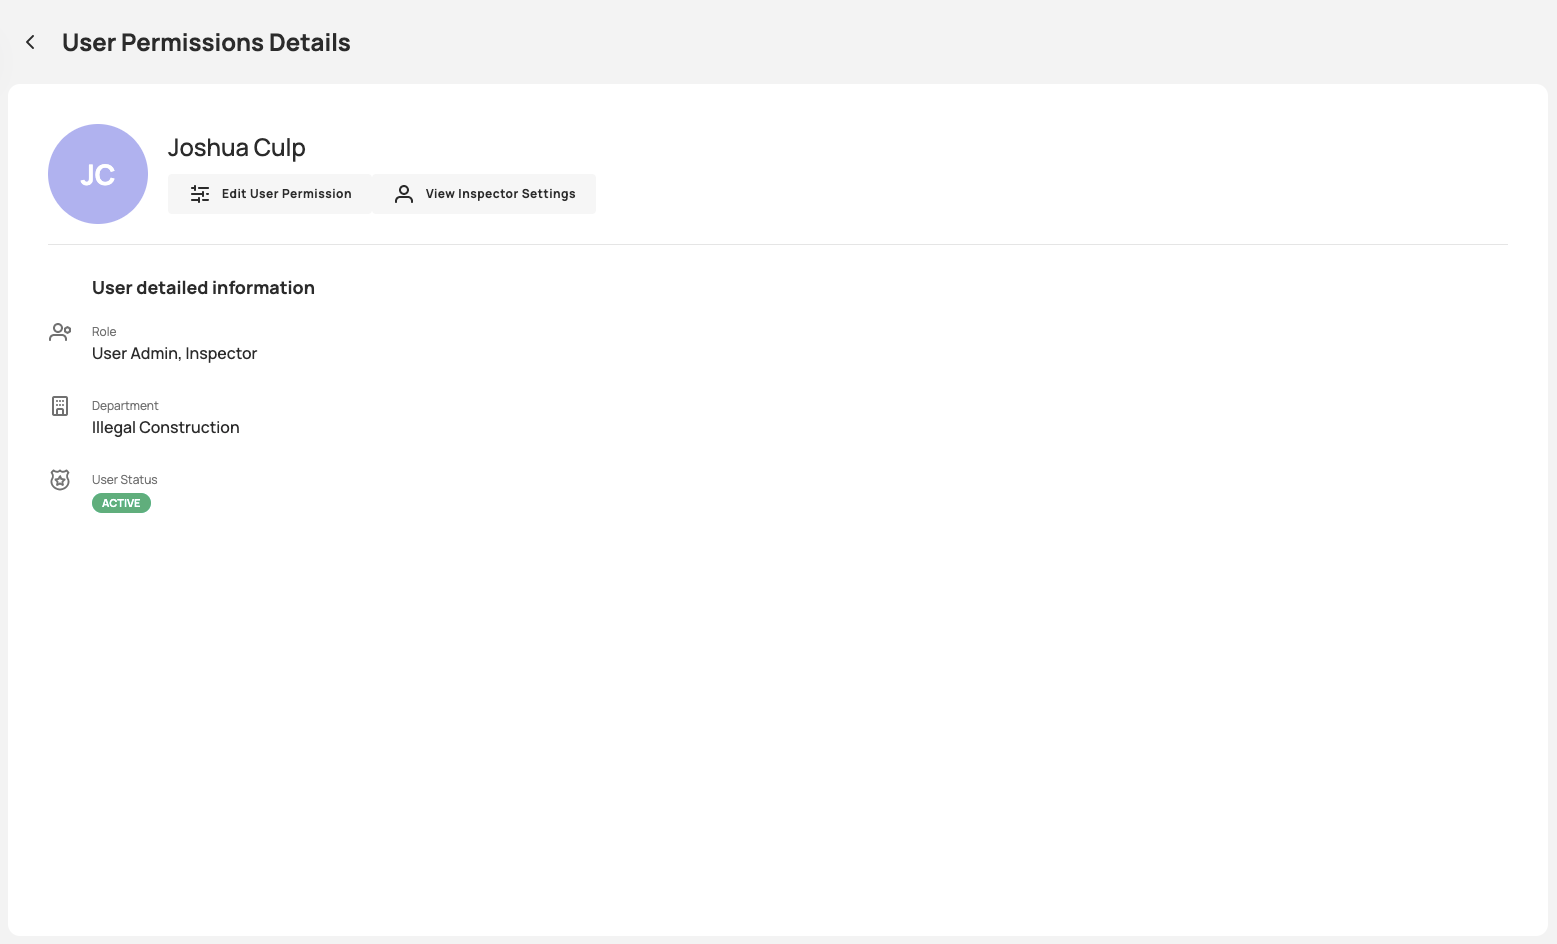 User Permissions Details
JC
Joshua Culp
Edit User Permission
View Inspector Settings
User detailed information
Role
User Admin, Inspector
Department
Illegal Construction
User Status
ACTIVE